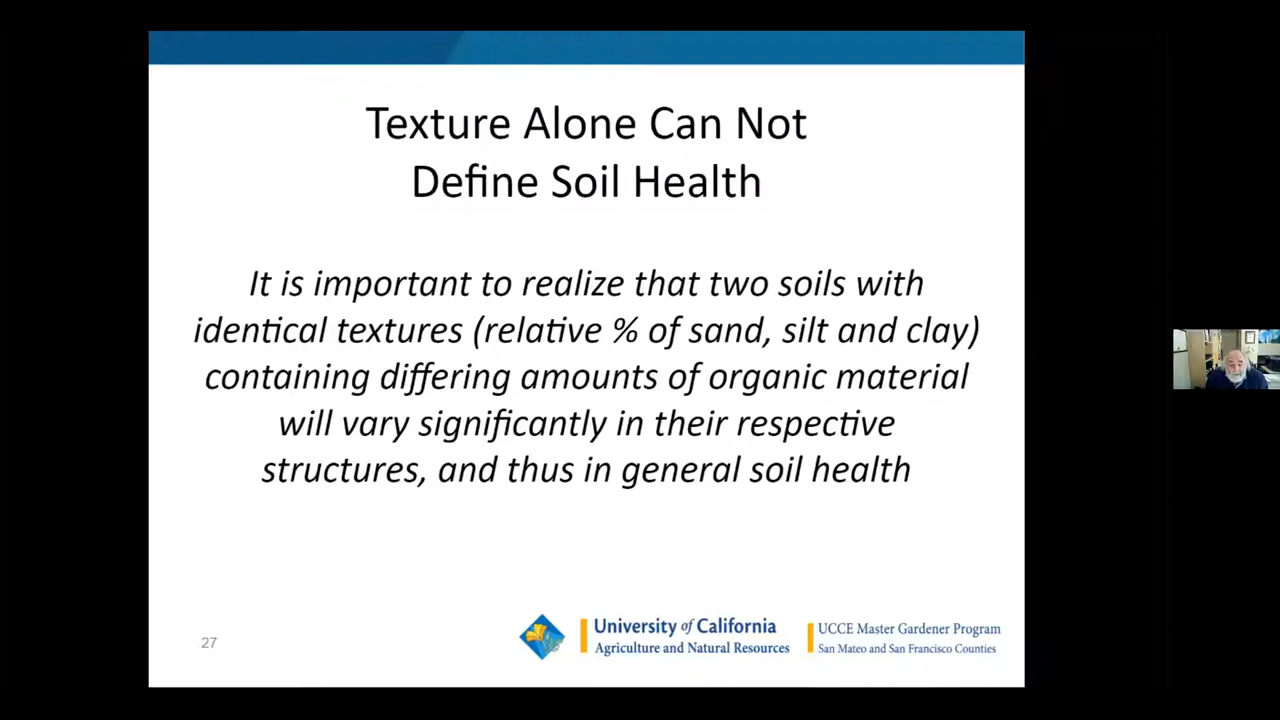 Texture Alone Can Not
Define Soil Health
It is important to realize that two soils with
identical textures (relative % of sand, silt and clay)
containing differing amounts of organic material
will vary significantly in their respective
structures, and thus in general soil health
27
University of California
Agriculture and Natural Resources
UCCE Master Gardener Program
San Mateo and San Francisco Counties